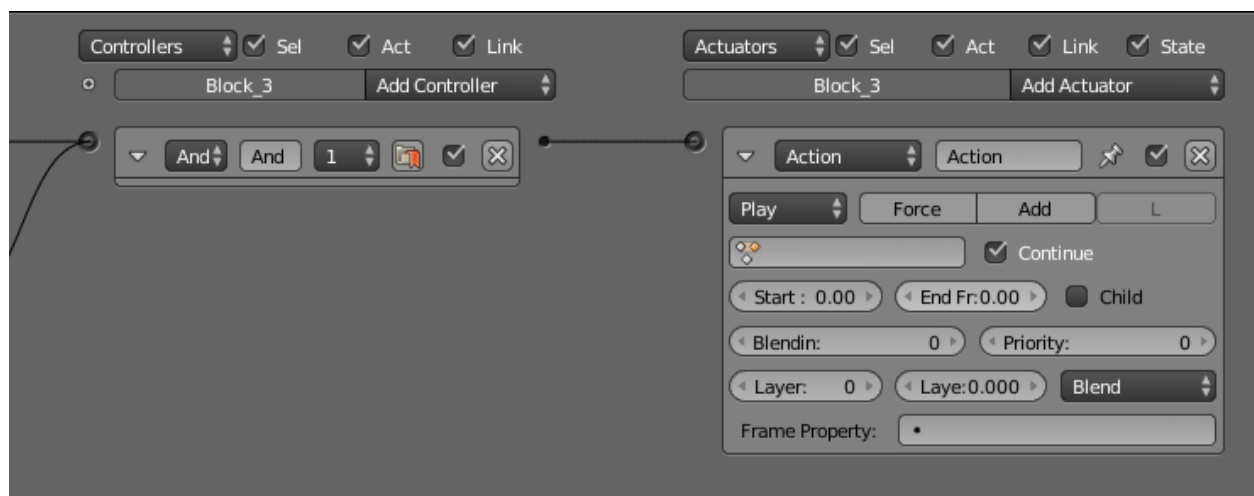 Controllers Sel Act Link
Block_3 Add Controller
And And 1
Actuators Sel Act Link State
Block_3 Add Actuator
Action Action
Play Force Add L
Continue
Start : 0.00 End Fr:0.00 Child
Blendin: 0 Priority: 0
Layer: 0 Laye:0.000 Blend
Frame Property: